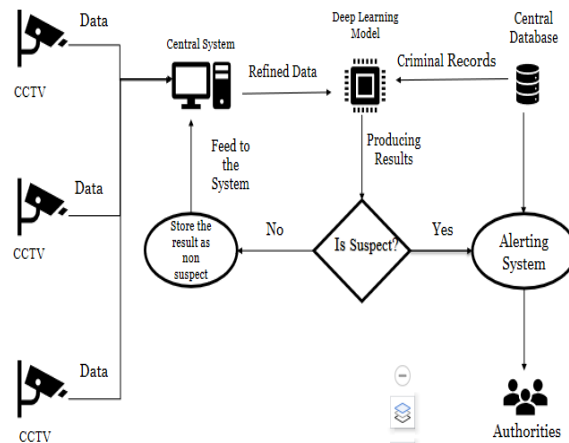 Data
CCTV
Central System
Refined Data
Deep Learning
Model
Criminal Records
Central
Database
Feed to
the
System
Producing
Results
Data
CCTV
Store the
result as
non
suspect
No
Is Suspect?
Yes
Alerting
System
Data
CCTV
Authorities